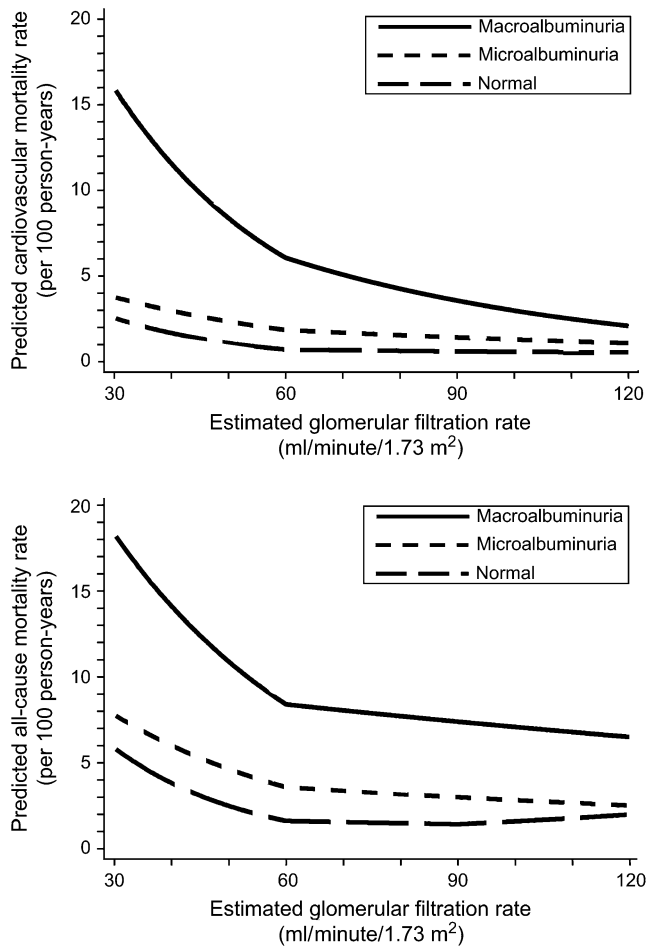 Predicted cardiovascular mortality rate
(per 100 person-years)
20
15
10
5
0
Macroalbuminuria
Microalbuminuria
Normal
30 60 90 120
Estimated glomerular filtration rate
(ml/minute/1.73 m²)
Predicted all-cause mortality rate
(per 100 person-years)
20
15
10
5
0
Macroalbuminuria
Microalbuminuria
Normal
30 60 90 120
Estimated glomerular filtration rate
(ml/minute/1.73 m²)